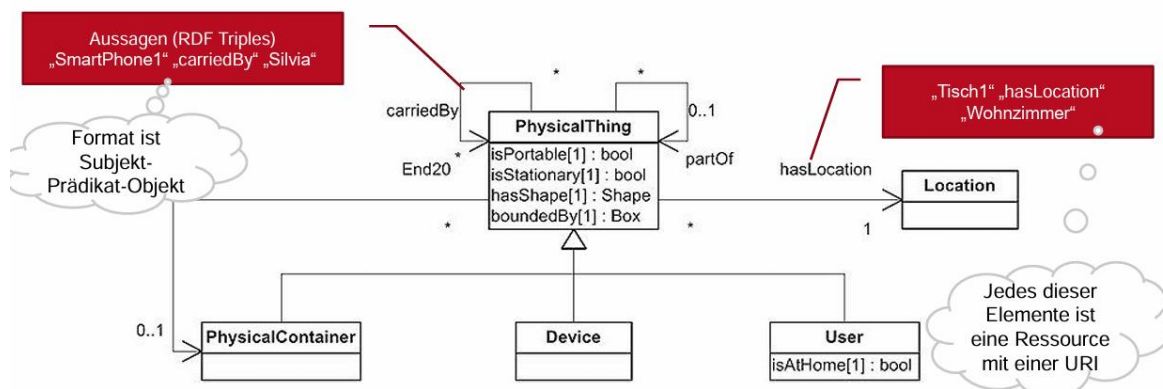 Aussagen (RDF Triples)
„SmartPhone1“ „carriedBy“ „Silvia“
Format ist
Subjekt-
Prädikat-Objekt
„Tisch1“ „hasLocation“
„Wohnzimmer“
* *
carriedBy
0..1
PhysicalThing
isPortable[1] : bool
isStationary[1] : bool
hasShape[1] : Shape
boundedBy[1] : Box
*
End20
partOf
hasLocation
Location
* *
1
0..1
PhysicalContainer
Device
User
isAtHome[1] : bool
Jedes dieser
Elemente ist
eine Ressource
mit einer URI